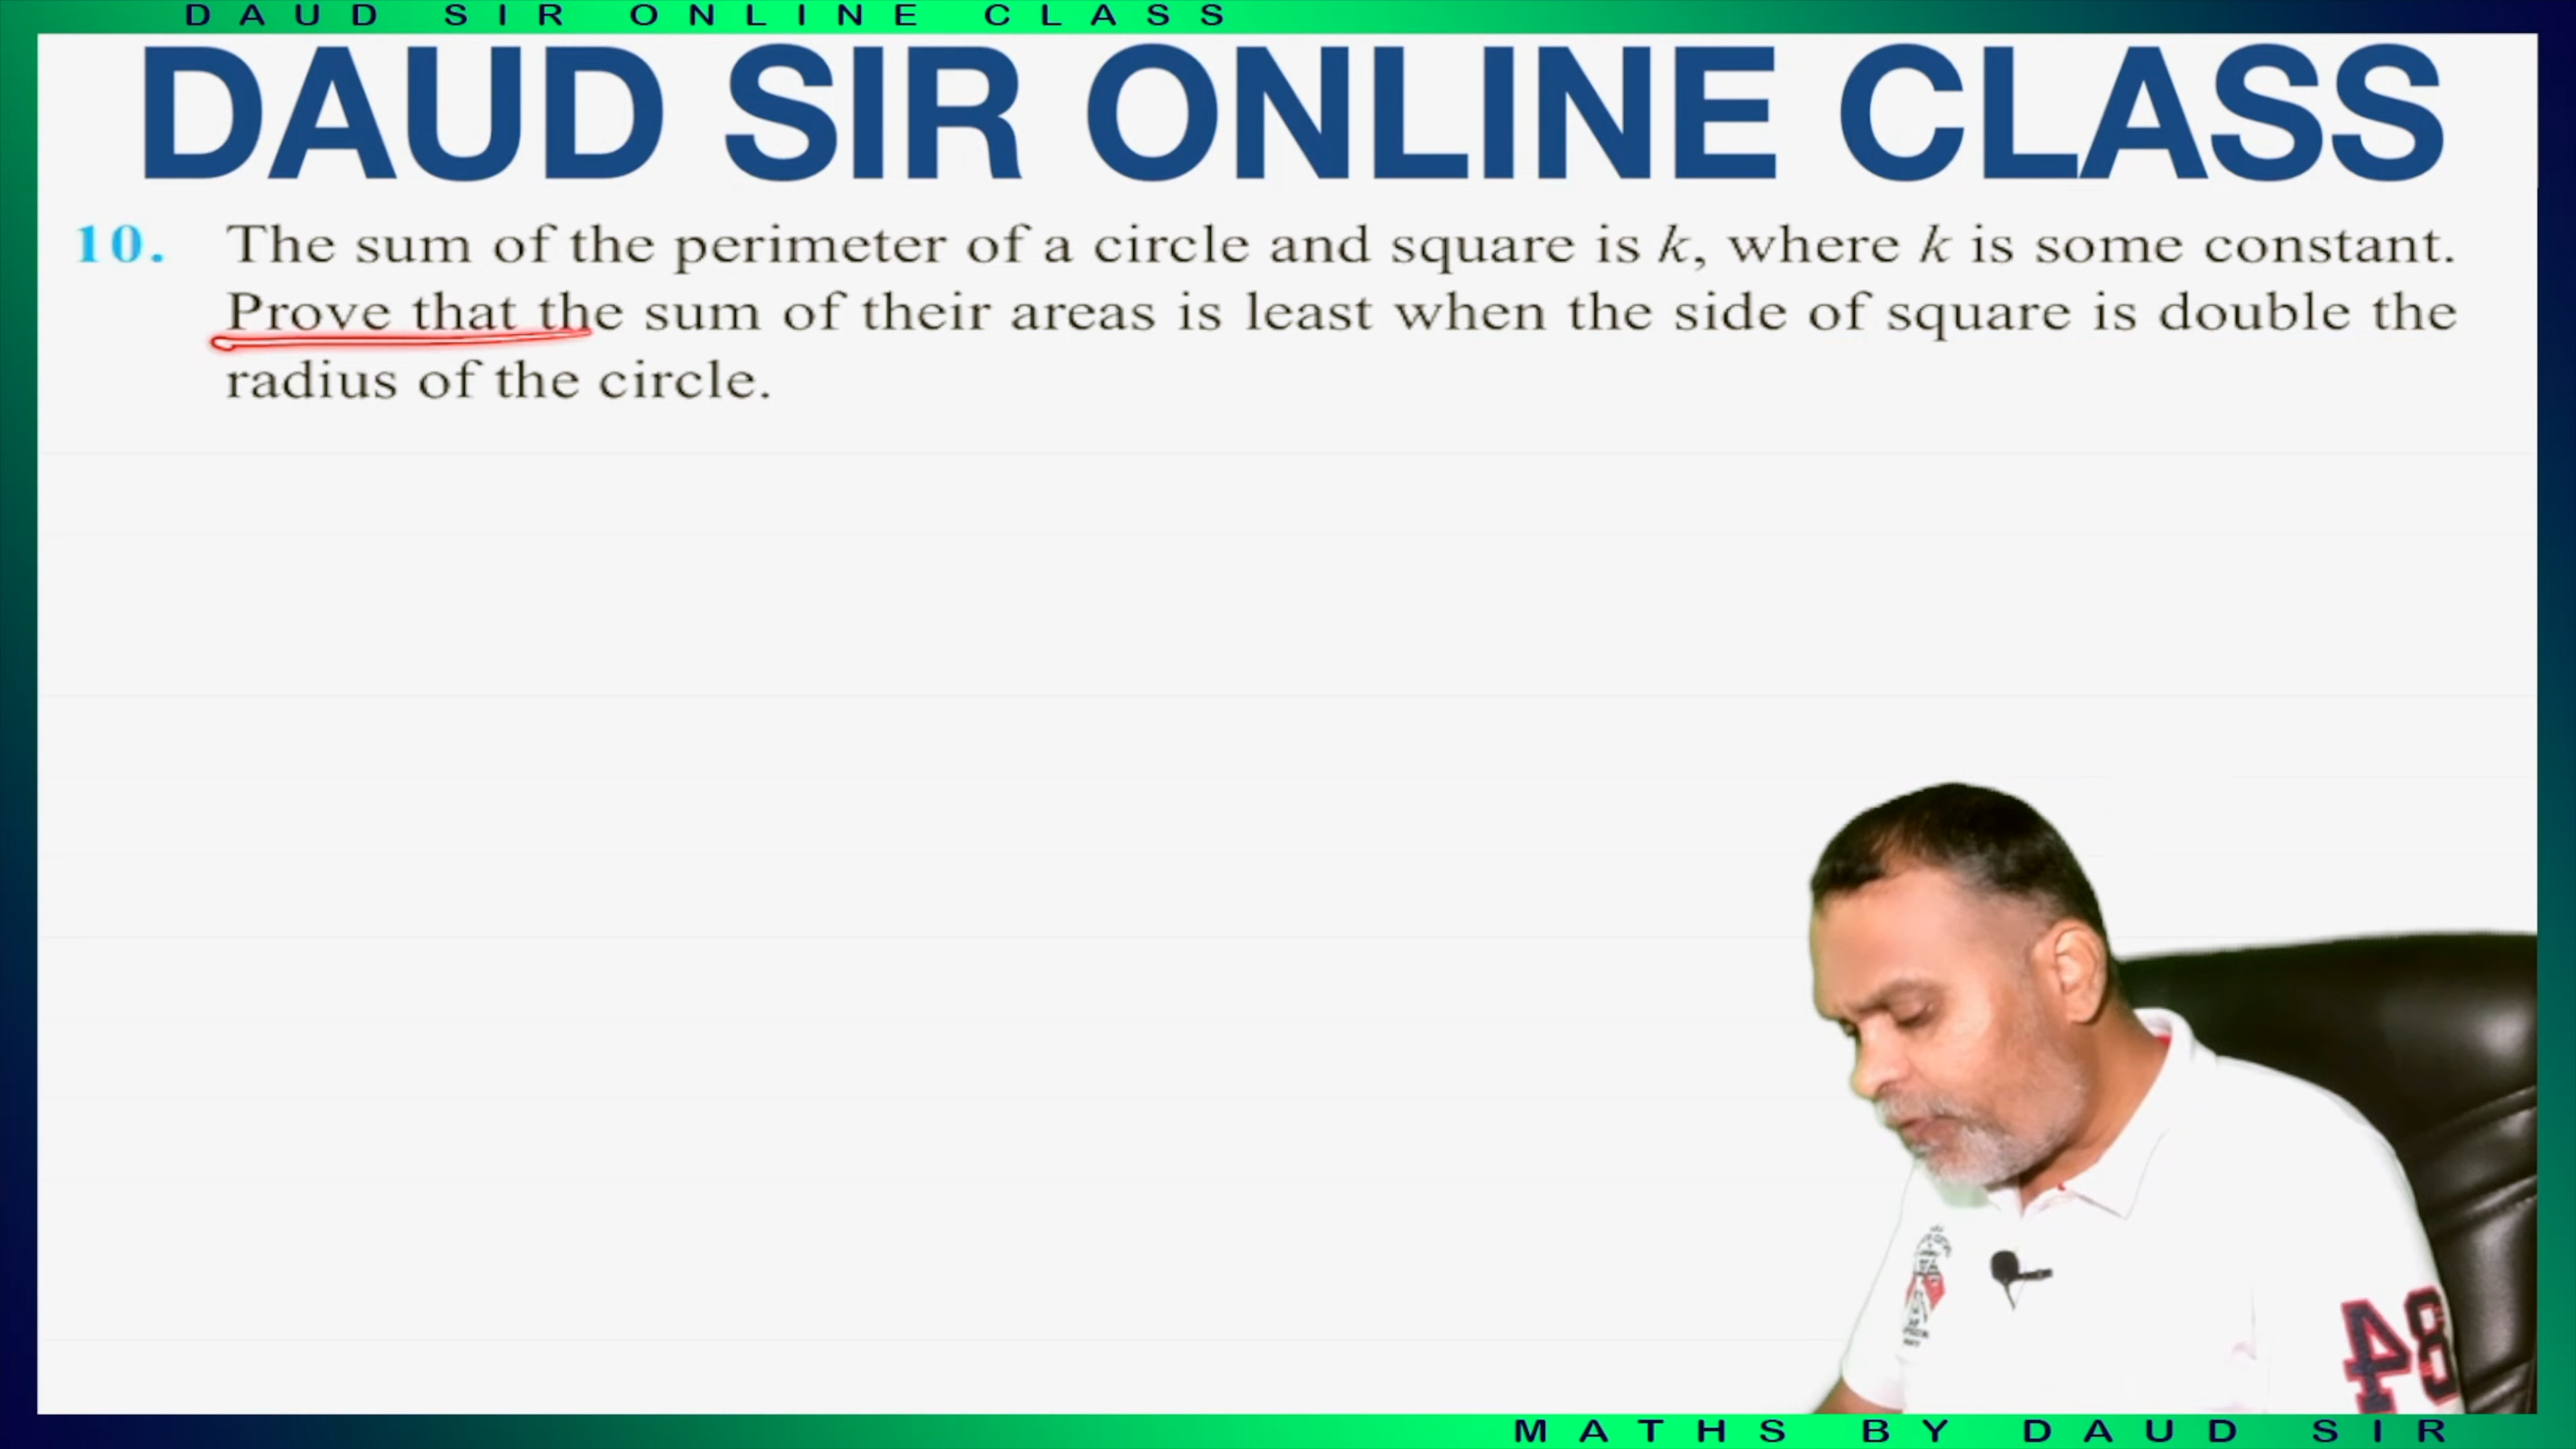 DAUD SIR ONLINE CLASS
DAUD SIR ONLINE CLASS
10. The sum of the perimeter of a circle and square is k, where k is some constant.
Prove that the sum of their areas is least when the side of square is double the
radius of the circle.
84
MATHS BY DAUD SIR